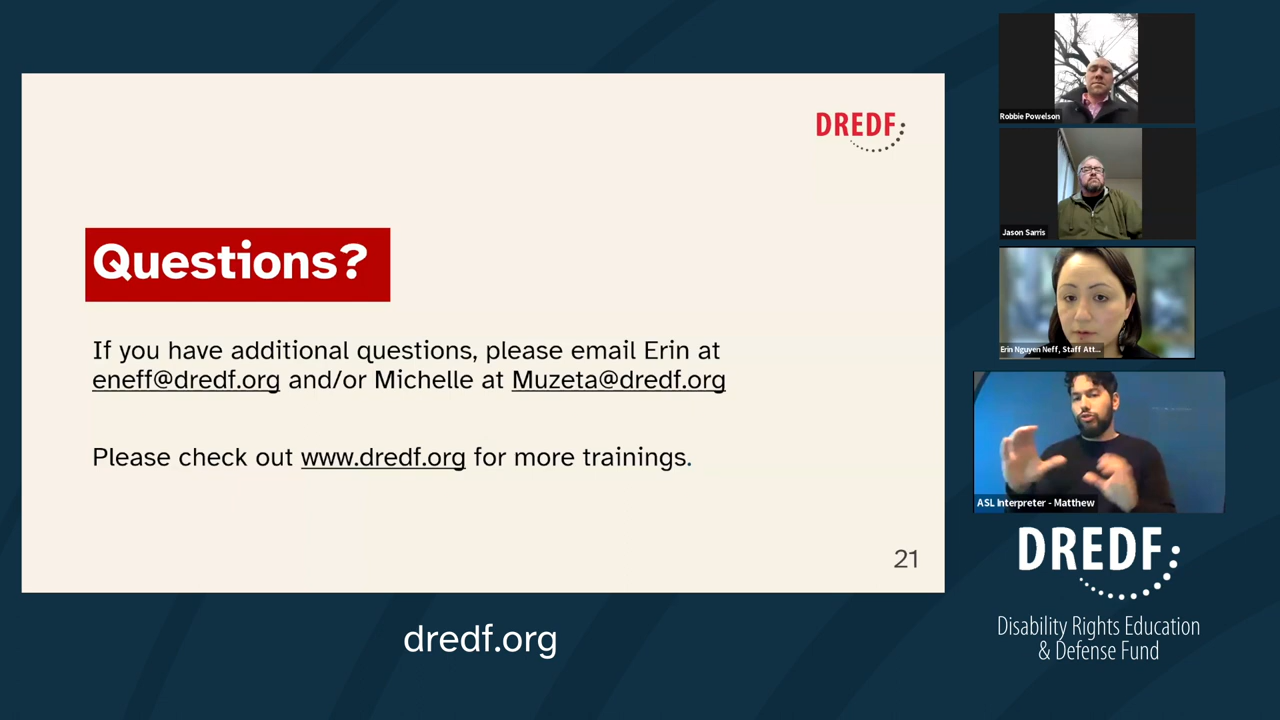 DREDF
Questions?
If you have additional questions, please email Erin at
eneff@dredf.org and/or Michelle at Muzeta@dredf.org
Please check out www.dredf.org for more trainings.
21
dredf.org
Robbie Powelson
Jason Sarris
Erin Nguyen Neff, Staff Att...
ASL Interpreter - Matthew
DREDF
Disability Rights Education
& Defense Fund